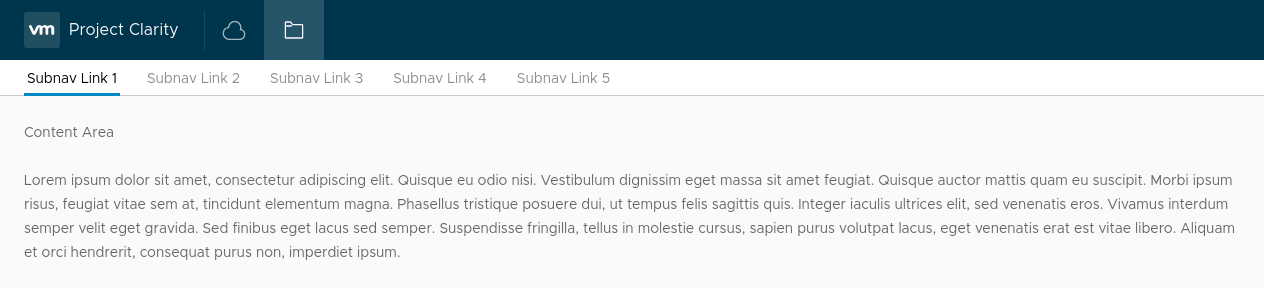 vm Project Clarity
Subnav Link 1 Subnav Link 2 Subnav Link 3 Subnav Link 4 Subnav Link 5
Content Area
Lorem ipsum dolor sit amet, consectetur adipiscing elit. Quisque eu odio nisi. Vestibulum dignissim eget massa sit amet feugiat. Quisque auctor mattis quam eu suscipit. Morbi ipsum
risus, feugiat vitae sem at, tincidunt elementum magna. Phasellus tristique posuere dui, ut tempus felis sagittis quis. Integer iaculis ultrices elit, sed venenatis eros. Vivamus interdum
semper velit eget gravida. Sed finibus eget lacus sed semper. Suspendisse fringilla, tellus in molestie cursus, sapien purus volutpat lacus, eget venenatis erat est vitae libero. Aliquam
et orci hendrerit, consequat purus non, imperdiet ipsum.